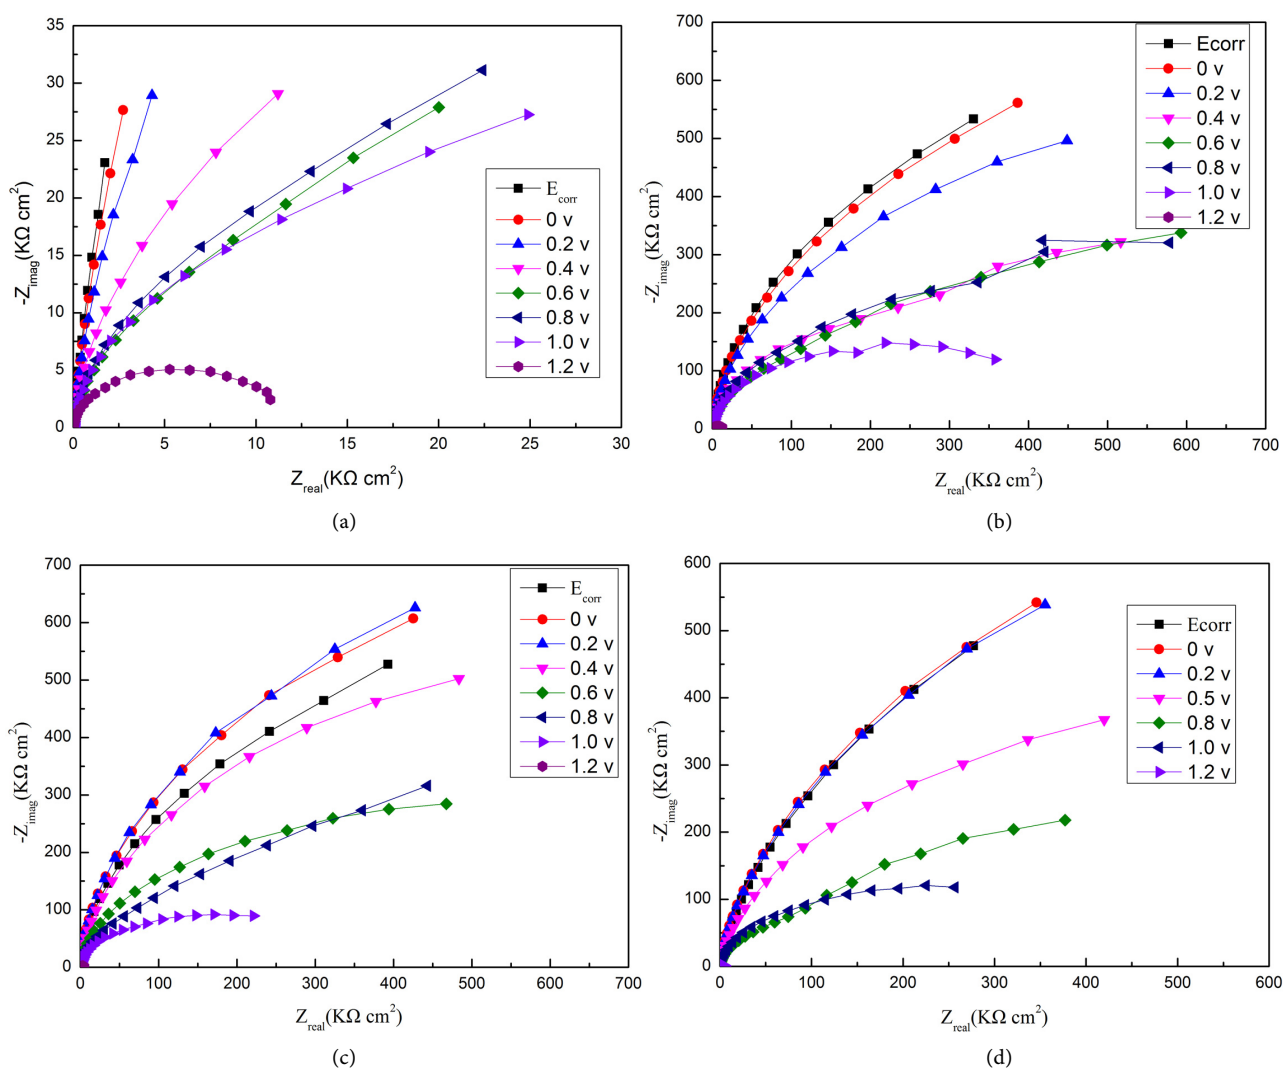 35
30
25
20
15
10
5
0
-Z_imag(KΩ cm²)
E_corr
0 v
0.2 v
0.4 v
0.6 v
0.8 v
1.0 v
1.2 v
0 5 10 15 20 25 30
Z_real(KΩ cm²)
(a)
700
600
500
400
300
200
100
0
-Z_imag(KΩ cm²)
Ecorr
0 v
0.2 v
0.4 v
0.6 v
0.8 v
1.0 v
1.2 v
0 100 200 300 400 500 600 700
Z_real(KΩ cm²)
(b)
700
600
500
400
300
200
100
0
-Z_imag(KΩ cm²)
E_corr
0 v
0.2 v
0.4 v
0.6 v
0.8 v
1.0 v
1.2 v
0 100 200 300 400 500 600 700
Z_real(KΩ cm²)
(c)
600
500
400
300
200
100
0
-Z_imag(KΩ cm²)
Ecorr
0 v
0.2 v
0.5 v
0.8 v
1.0 v
1.2 v
0 100 200 300 400 500 600
Z_real(KΩ cm²)
(d)